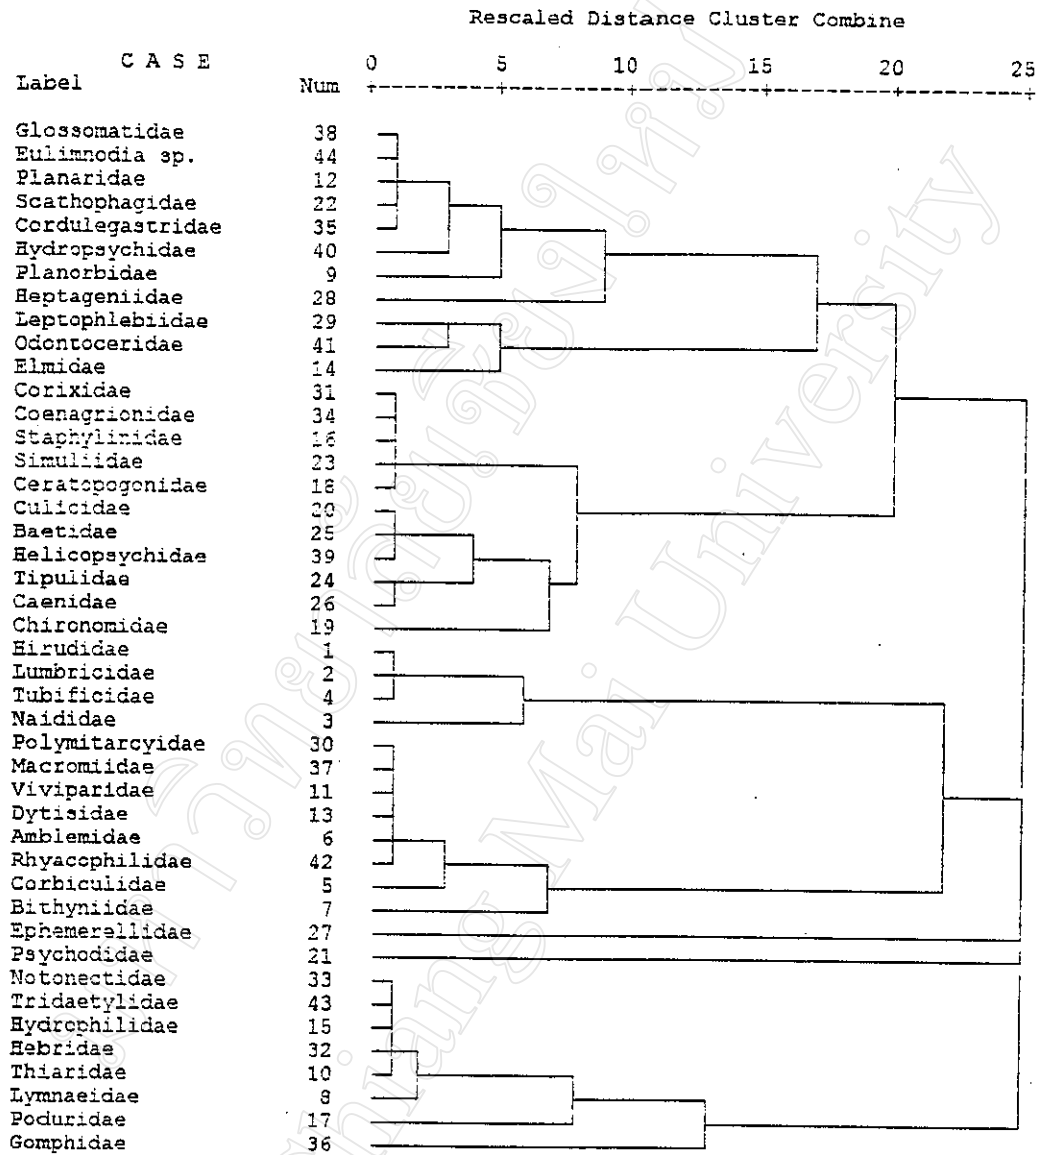 Rescaled Distance Cluster Combine
C A S E 0 5 10 15 20 25
Label Num
Glossomatidae 38
Eulimnodia sp. 44
Planaridae 12
Scathophagidae 22
Cordulegastridae 35
Hydropsychidae 40
Planorbidae 9
Heptageniidae 28
Leptophlebiidae 29
Odontoceridae 41
Elmidae 14
Corixidae 31
Coenagrionidae 34
Staphylinidae 16
Simuliidae 23
Ceratopogonidae 18
Culicidae 20
Baetidae 25
Helicopsychidae 39
Tipulidae 24
Caenidae 26
Chironomidae 19
Hirudidae 1
Lumbricidae 2
Tubificidae 4
Naididae 3
Polymitarcyidae 30
Macromiidae 37
Viviparidae 11
Dytisidae 13
Amblemidae 6
Rhyacophilidae 42
Corbiculidae 5
Bithyniidae 7
Ephemerellidae 27
Psychodidae 21
Notonectidae 33
Tridaetylidae 43
Hydrophilidae 15
Hebridae 32
Thiaridae 10
Lymnaeidae 8
Poduridae 17
Gomphidae 36
Chiang Mai University